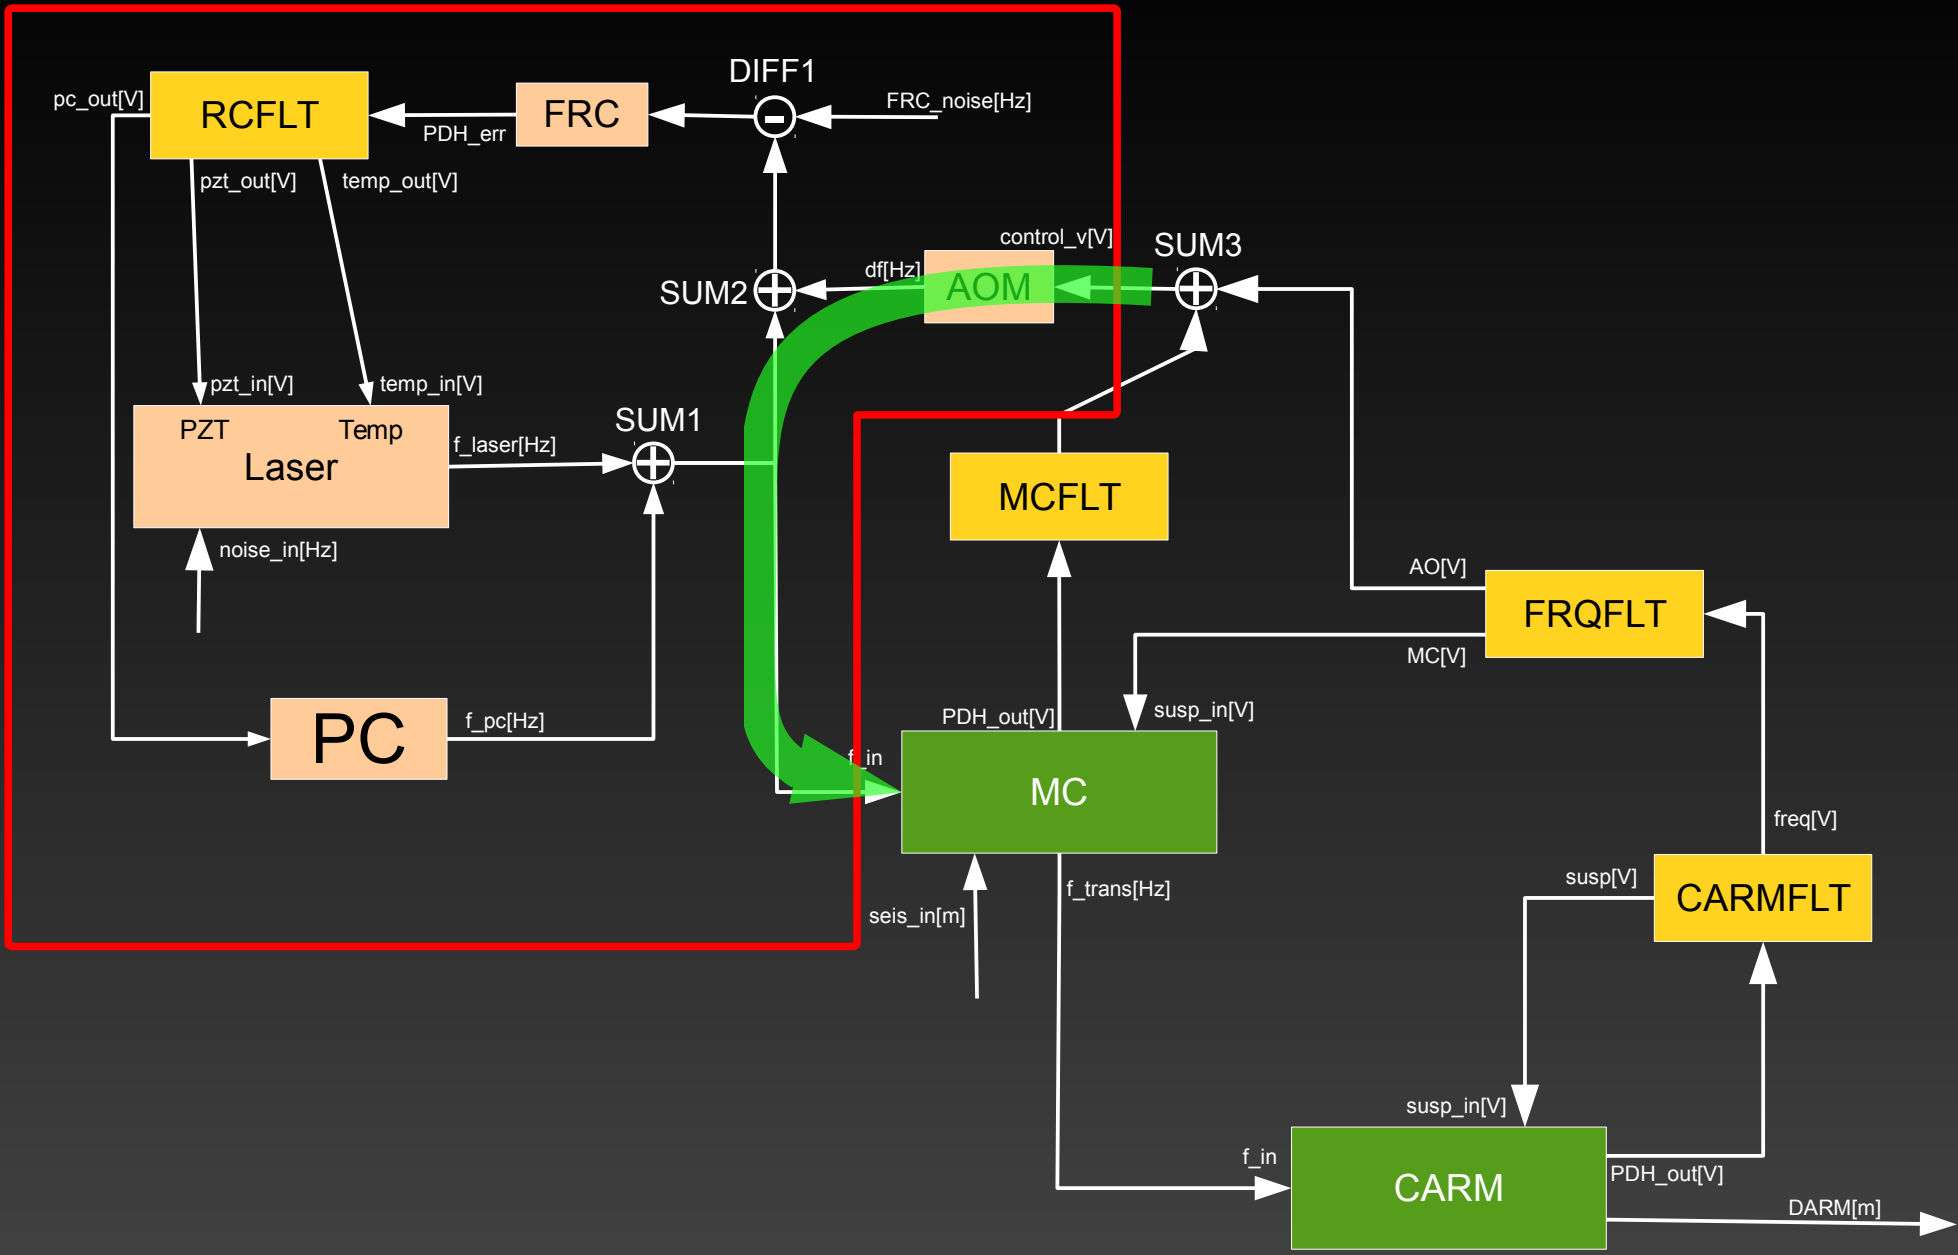 DIFF1
pc_out[V]
RCFLT
FRC
FRC_noise[Hz]
PDH_err
pzt_out[V]
temp_out[V]
control_v[V]
SUM3
df[Hz]
SUM2
AOM
pzt_in[V]
temp_in[V]
PZT
Temp
Laser
f_laser[Hz]
SUM1
noise_in[Hz]
MCFLT
AO[V]
FRQFLT
MC[V]
PC
f_pc[Hz]
PDH_out[V]
susp_in[V]
f_in
MC
freq[V]
f_trans[Hz]
seis_in[m]
susp[V]
CARMFLT
susp_in[V]
f_in
CARM
PDH_out[V]
DARM[m]